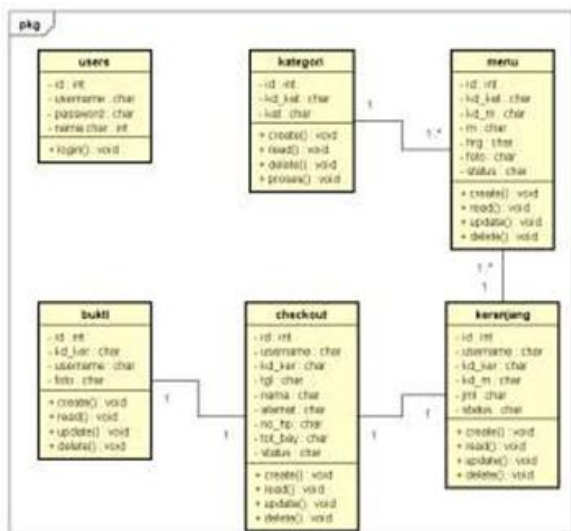 pkg
users
- id : int
- username : char
- password : char
- nama char : int
+ login() : void
kategori
- id : int
- kd_kat : char
- kat : char
+ create() : void
+ read() : void
+ delete() : void
+ proses() : void
menu
- id : int
- kd_kat : char
- kd_m : char
- m : char
- hrg : char
- foto : char
- status : char
+ create() : void
+ read() : void
+ update() : void
+ delete() : void
1
1..*
1..*
1
bukti
- id : int
- kd_ker : char
- username : char
- foto : char
+ create() : void
+ read() : void
+ update() : void
+ delete() : void
checkout
- id : int
- username : char
- kd_ker : char
- tgl : char
- nama : char
- alamat : char
- no_hp : char
- tot_bay : char
- status : char
+ create() : void
+ read() : void
+ update() : void
+ delete() : void
keranjang
- id : int
- username : char
- kd_ker : char
- kd_m : char
- jml : char
- status : char
+ create() : void
+ read() : void
+ update() : void
+ delete() : void
1
1
1
1